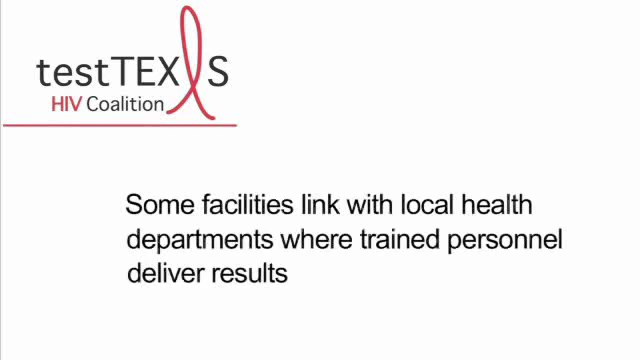 testTEXAS
HIV Coalition
Some facilities link with local health
departments where trained personnel
deliver results